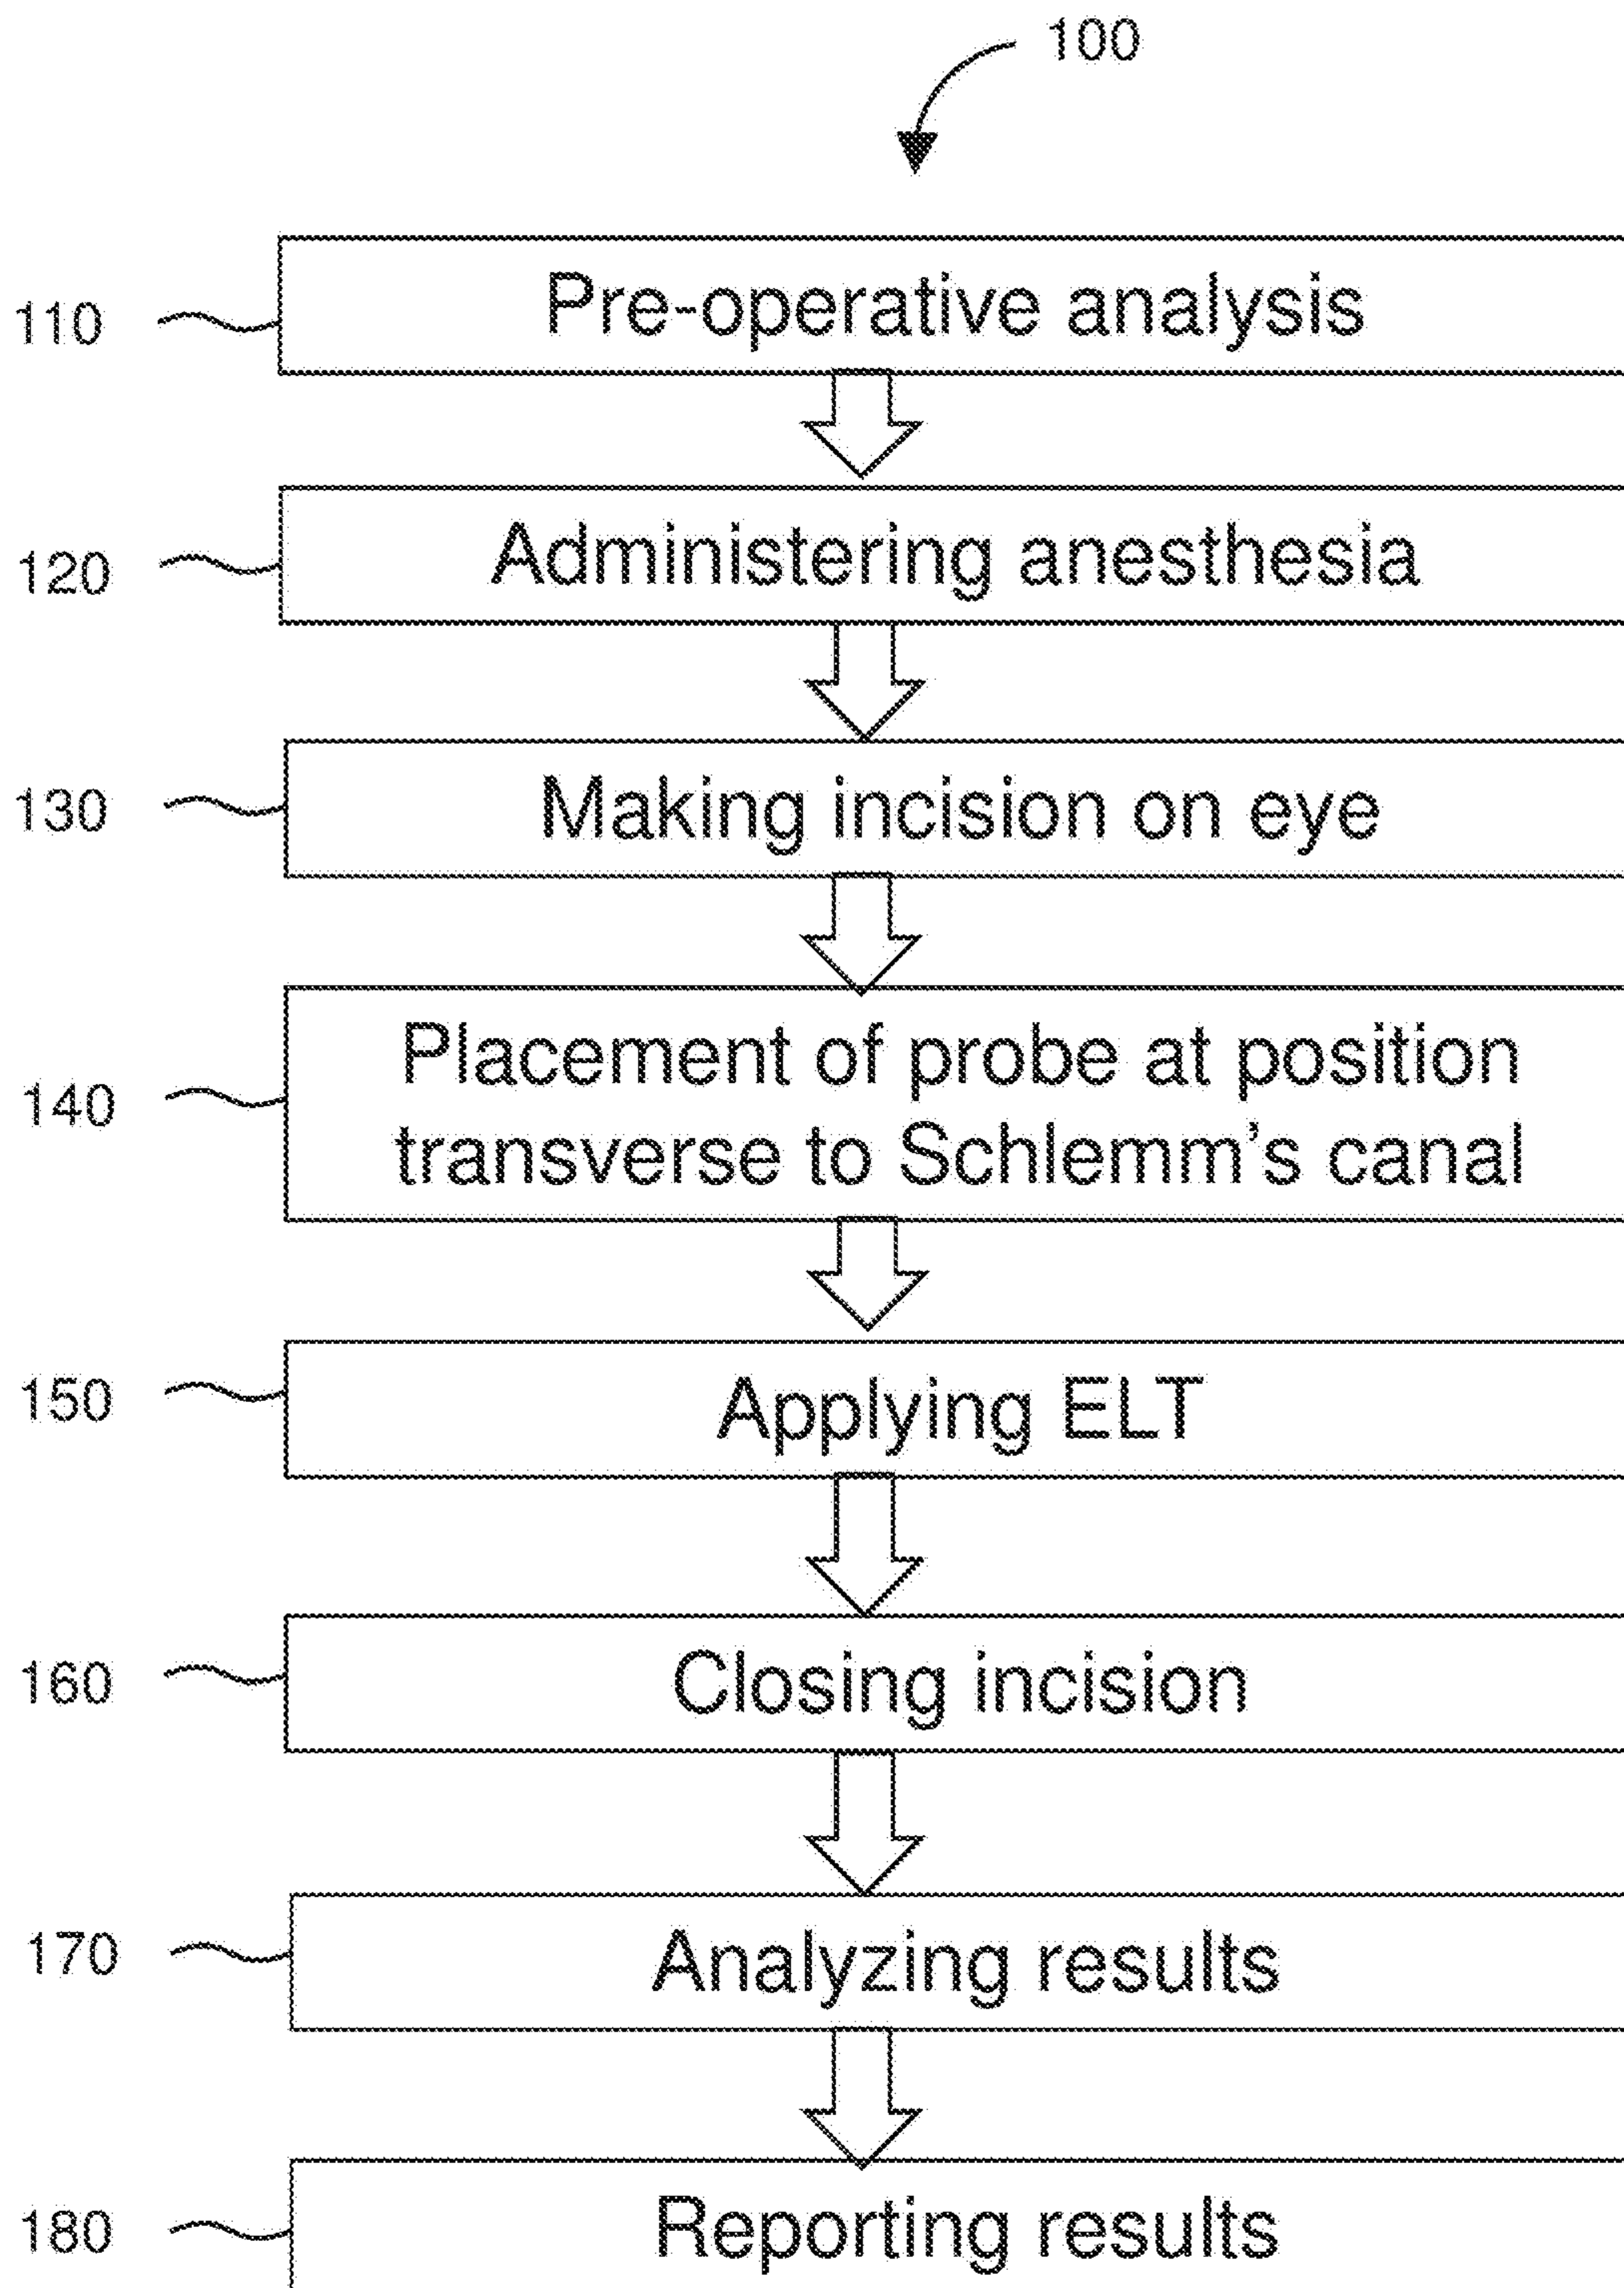 100
110 Pre-operative analysis
120 Administering anesthesia
130 Making incision on eye
140 Placement of probe at position
transverse to Schlemm's canal
150 Applying ELT
160 Closing incision
170 Analyzing results
180 Reporting results